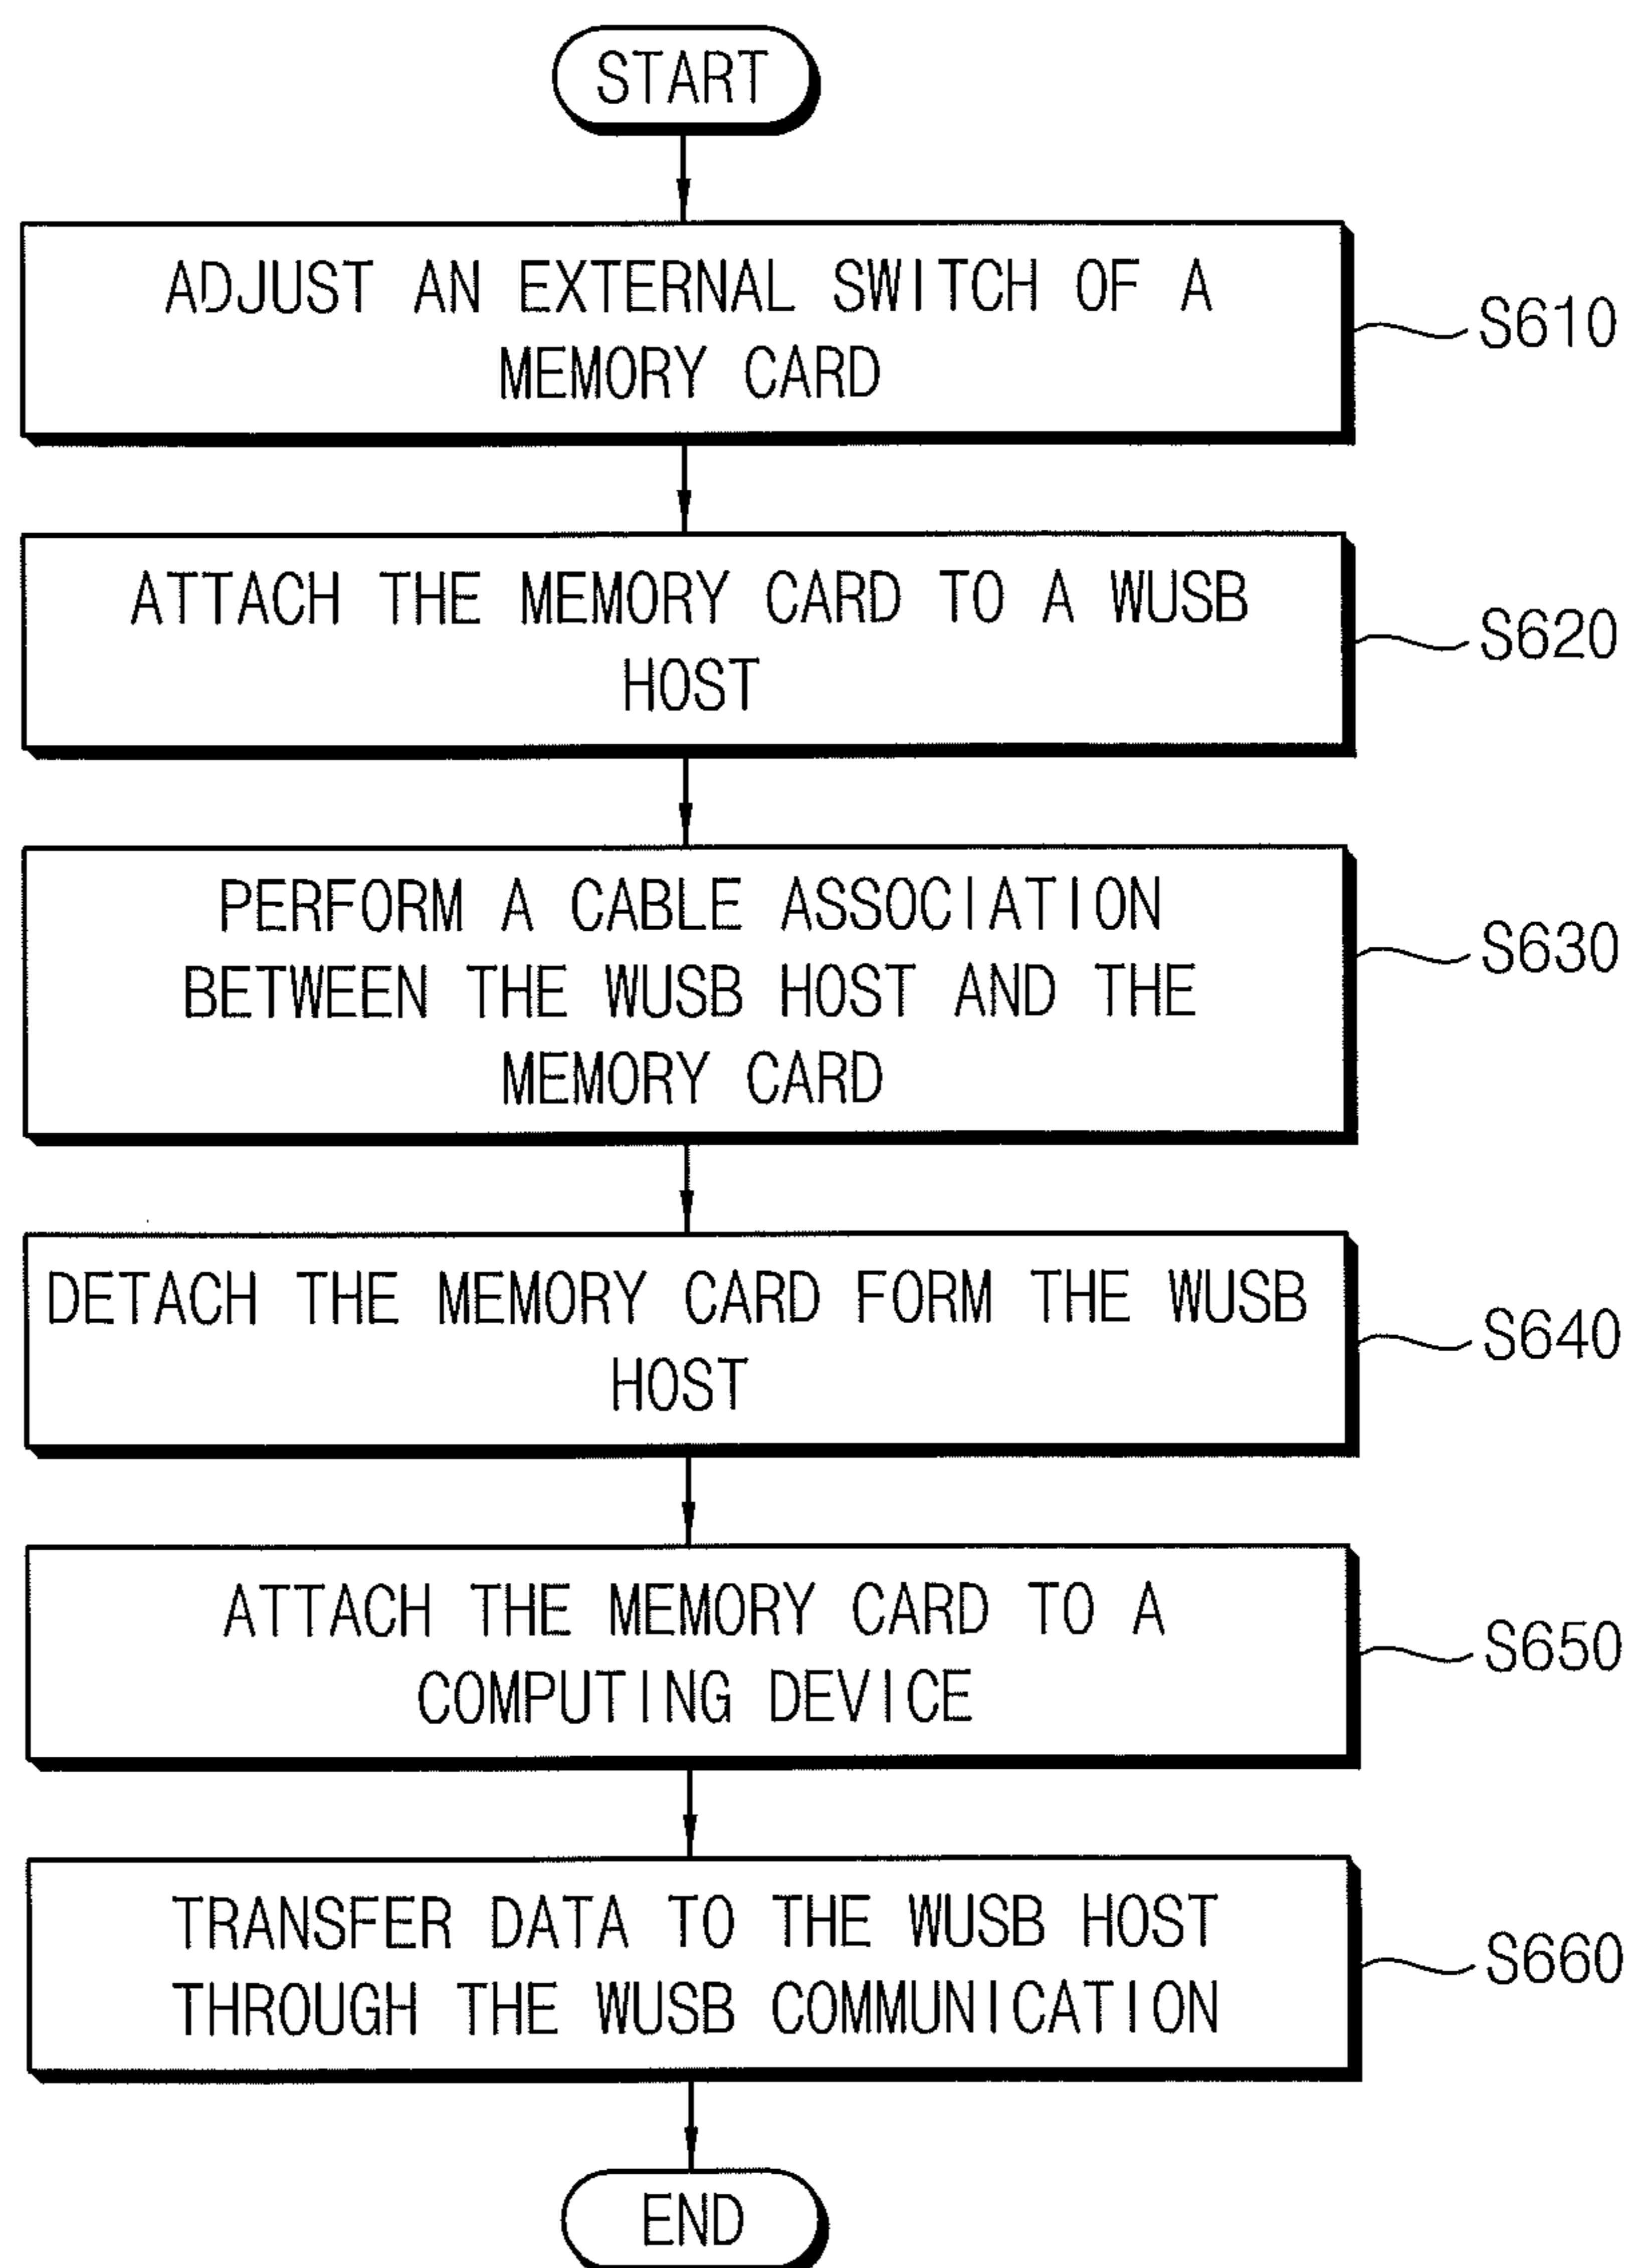 START
ADJUST AN EXTERNAL SWITCH OF A
MEMORY CARD
S610
ATTACH THE MEMORY CARD TO A WUSB
HOST
S620
PERFORM A CABLE ASSOCIATION
BETWEEN THE WUSB HOST AND THE
MEMORY CARD
S630
DETACH THE MEMORY CARD FORM THE WUSB
HOST
S640
ATTACH THE MEMORY CARD TO A
COMPUTING DEVICE
S650
TRANSFER DATA TO THE WUSB HOST
THROUGH THE WUSB COMMUNICATION
S660
END